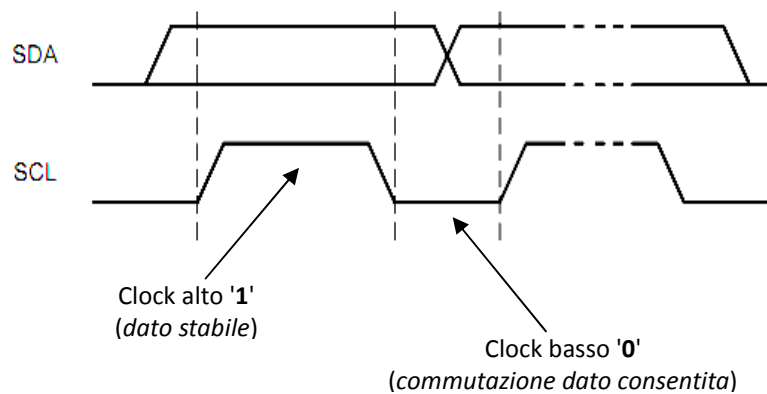 SDA
SCL
Clock alto '1'
(dato stabile)
Clock basso '0'
(commutazione dato consentita)